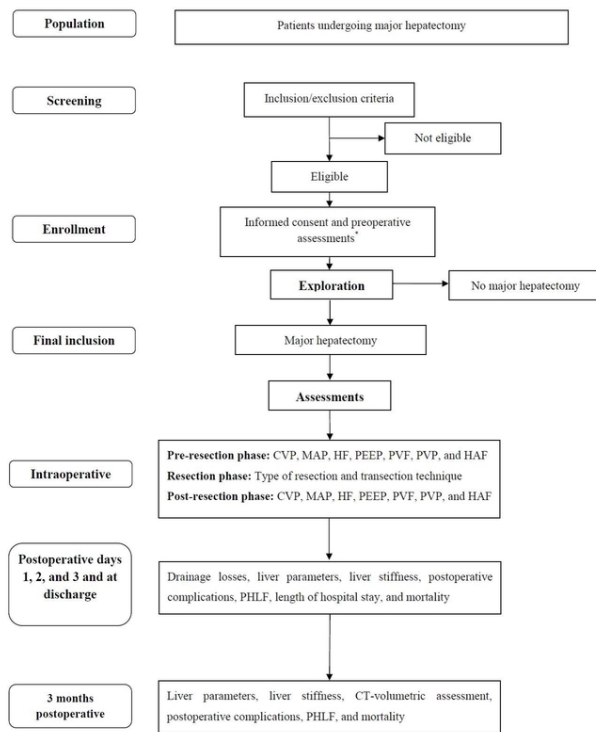 Population
Patients undergoing major hepatectomy
Screening
Inclusion/exclusion criteria
Not eligible
Eligible
Enrollment
Informed consent and preoperative
assessments*
Exploration
No major hepatectomy
Final inclusion
Major hepatectomy
Assessments
Intraoperative
Pre-resection phase: CVP, MAP, HF, PEEP, PVF, PVP, and HAF
Resection phase: Type of resection and transection technique
Post-resection phase: CVP, MAP, HF, PEEP, PVF, PVP, and HAF
Postoperative days
1, 2, and 3 and at
discharge
Drainage losses, liver parameters, liver stiffness, postoperative
complications, PHLF, length of hospital stay, and mortality
3 months
postoperative
Liver parameters, liver stiffness, CT-volumetric assessment,
postoperative complications, PHLF, and mortality